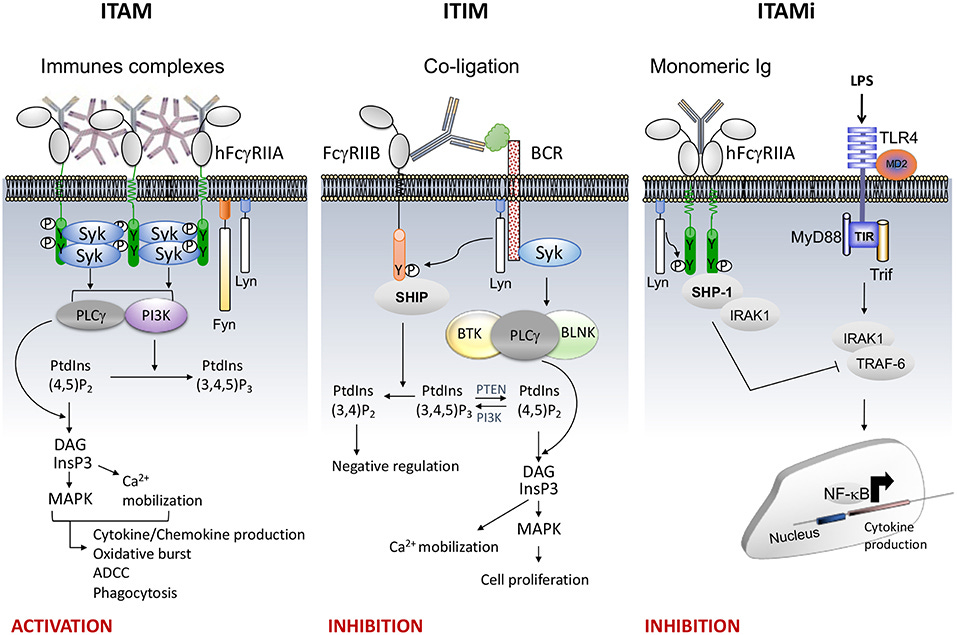 ITAM
Immunes complexes
hFcγRIIA
P
P
Y
Y
Syk
Syk
Y
Y
P
P
Syk
Syk
P
P
Y
Y
Lyn
Fyn
PLCγ
PI3K
PtdIns
(4,5)P2
PtdIns
(3,4,5)P3
DAG
InsP3
Ca2+
mobilization
MAPK
Cytokine/Chemokine production
Oxidative burst
ADCC
Phagocytosis
ACTIVATION
ITIM
Co-ligation
FcγRIIB
BCR
Y
P
SHIP
Lyn
Syk
BTK
PLCγ
BLNK
PtdIns
(3,4)P2
PtdIns
(3,4,5)P3
PTEN
PI3K
PtdIns
(4,5)P2
Negative regulation
DAG
InsP3
MAPK
Ca2+ mobilization
Cell proliferation
INHIBITION
ITAMi
Monomeric Ig
LPS
hFcγRIIA
TLR4
MD2
MyD88
TIR
Trif
Lyn
P
Y
Y
Y
Y
P
SHP-1
IRAK1
IRAK1
TRAF-6
NF-κB
Nucleus
Cytokine
production
INHIBITION